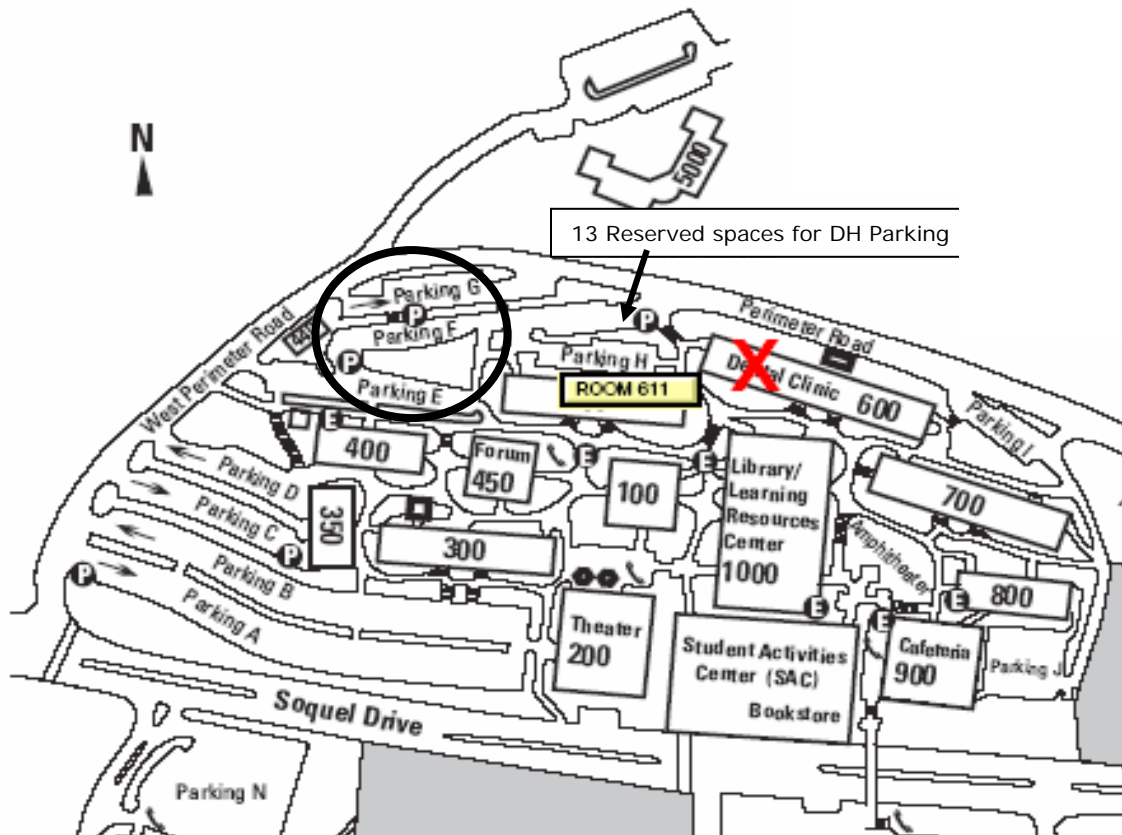 N
5000
13 Reserved spaces for DH Parking
Parking G
P
Parking F
P
Parking E
West Perimeter Road
P
Perimeter Road
Parking H
ROOM 611
X
Clinic 600
Parking I
E
400
Forum
450
E
100
E
Library/
Learning
Resources
Center
1000
E
700
Amphitheater
Parking D
Parking C
P
350
300
Parking B
P
Parking A
Theater
200
Student Activities
Center (SAC)
Bookstore
E
Cafeteria
900
E
800
Parking J
Soquel Drive
Parking N